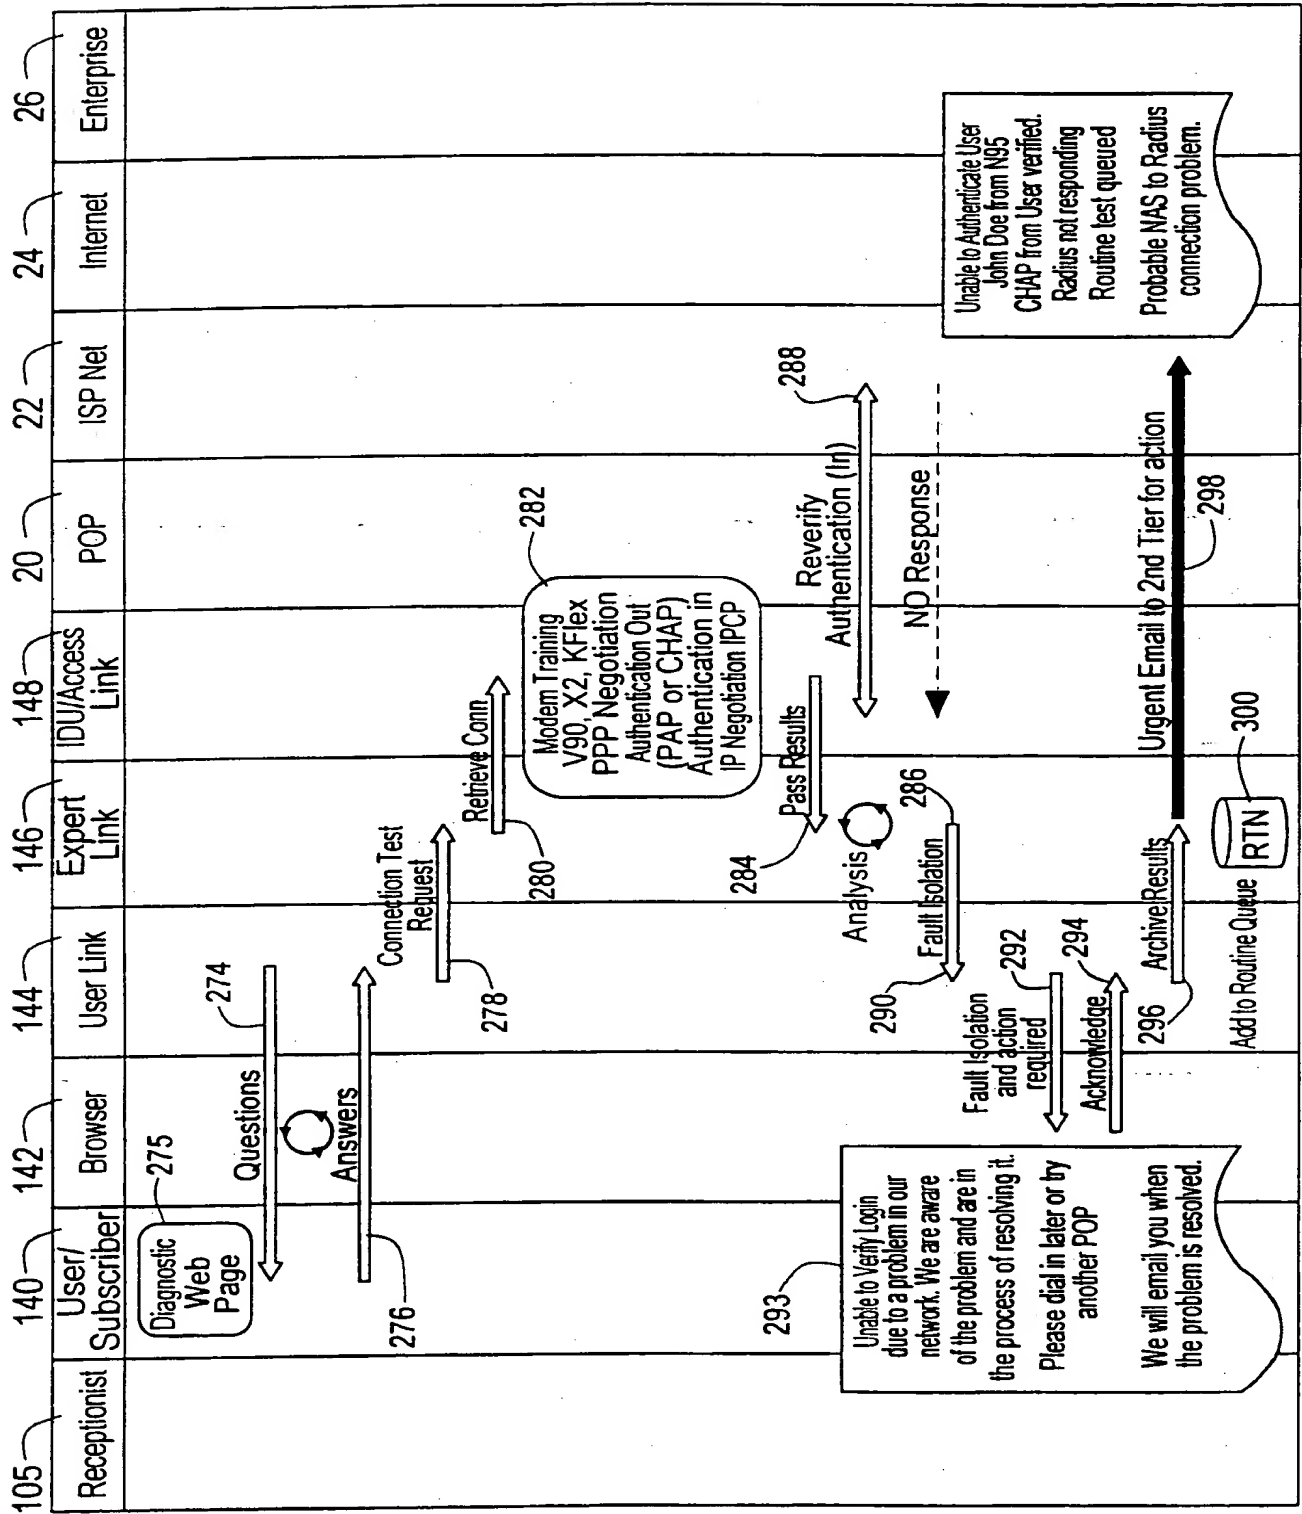 105
140
142
144
146
148
20
22
24
26
Receptionist
User/
Subscriber
Browser
User Link
Expert
Link
IDU/Access
Link
POP
ISP Net
Internet
Enterprise
Diagnostic
Web
Page
275
Questions
274
Answers
276
Connection Test
Request
278
Retrieve Conn
280
Modem Training
V90, X2, KFlex
PPP Negotiation
Authentication Out
(PAP or CHAP)
Authentication in
IP Negotiation IPCP
282
Pass Results
284
Reverify
Authentication (In)
288
Analysis
286
NO Response
Fault Isolation
290
Fault Isolation
and action
required
292
293
Unable to Verify Login
due to a problem in our
network. We are aware
of the problem and are in
the process of resolving it.
Please dial in later or try
another POP
We will email you when
the problem is resolved.
Acknowledge
294
Archive Results
296
Urgent Email to 2nd Tier for action
298
Unable to Authenticate User
John Doe from N95
CHAP from User verified.
Radius not responding
Routine test queued
Probable NAS to Radius
connection problem.
Add to Routine Queue
RTN
300